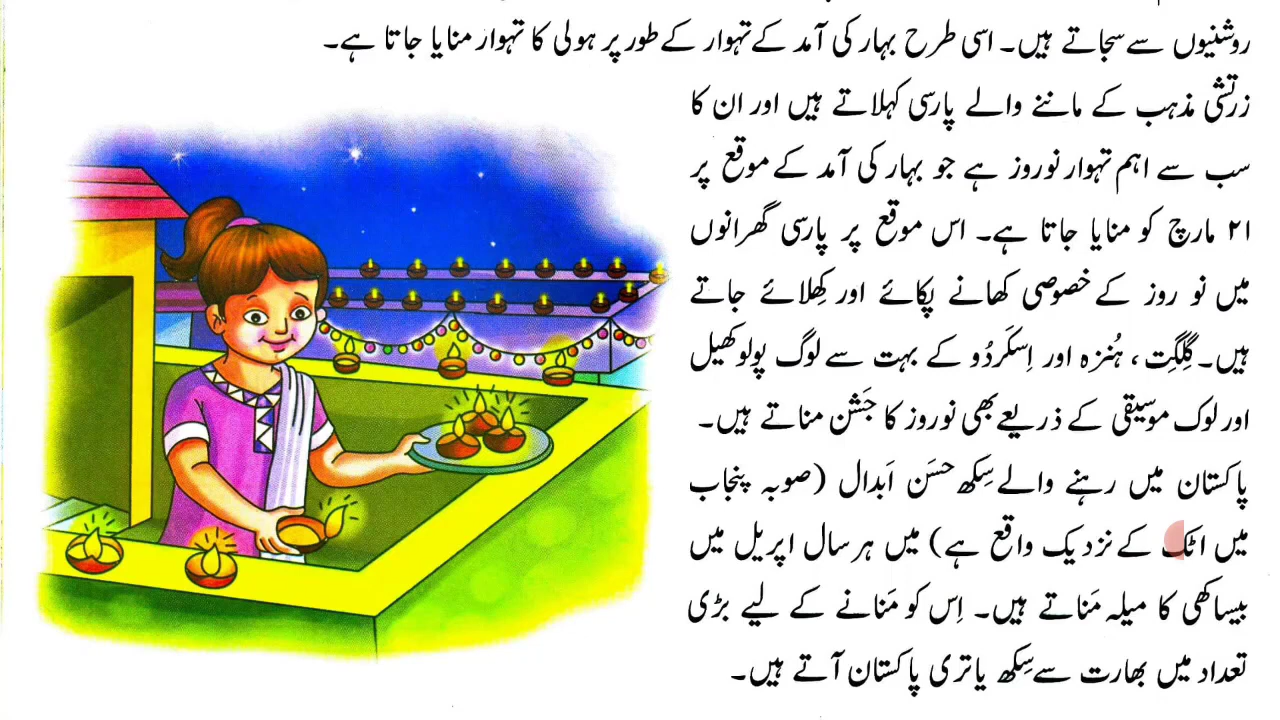 روشنیوں سے سجاتے ہیں۔ اسی طرح بہار کی آمد کے تہوار کے طور پر ہولی کا تہوار منایا جاتا ہے۔
زرتشی مذہب کے ماننے والے پارسی کہلاتے ہیں اور ان کا
سب سے اہم تہوار نوروز ہے جو بہار کی آمد کے موقع پر
۲۱ مارچ کو منایا جاتا ہے۔ اس موقع پر پارسی گھرانوں
میں نو روز کے خصوصی کھانے پکائے اور کِھلائے جاتے
ہیں۔ گِلگِت، ہُنزہ اور اِسکَردُو کے بہت سے لوگ پولو کھیل
اور لوک موسیقی کے ذریعے بھی نوروز کا جَشن مناتے ہیں۔
پاکستان میں رہنے والے سِکھ حسَن اَبدال (صوبہ پنجاب
میں اٹک کے نزدیک واقع ہے) میں ہر سال اپریل میں
بیساکھی کا میلہ مَناتے ہیں۔ اِس کو مَنانے کے لیے بڑی
تعداد میں بھارت سے سِکھ یاتری پاکستان آتے ہیں۔